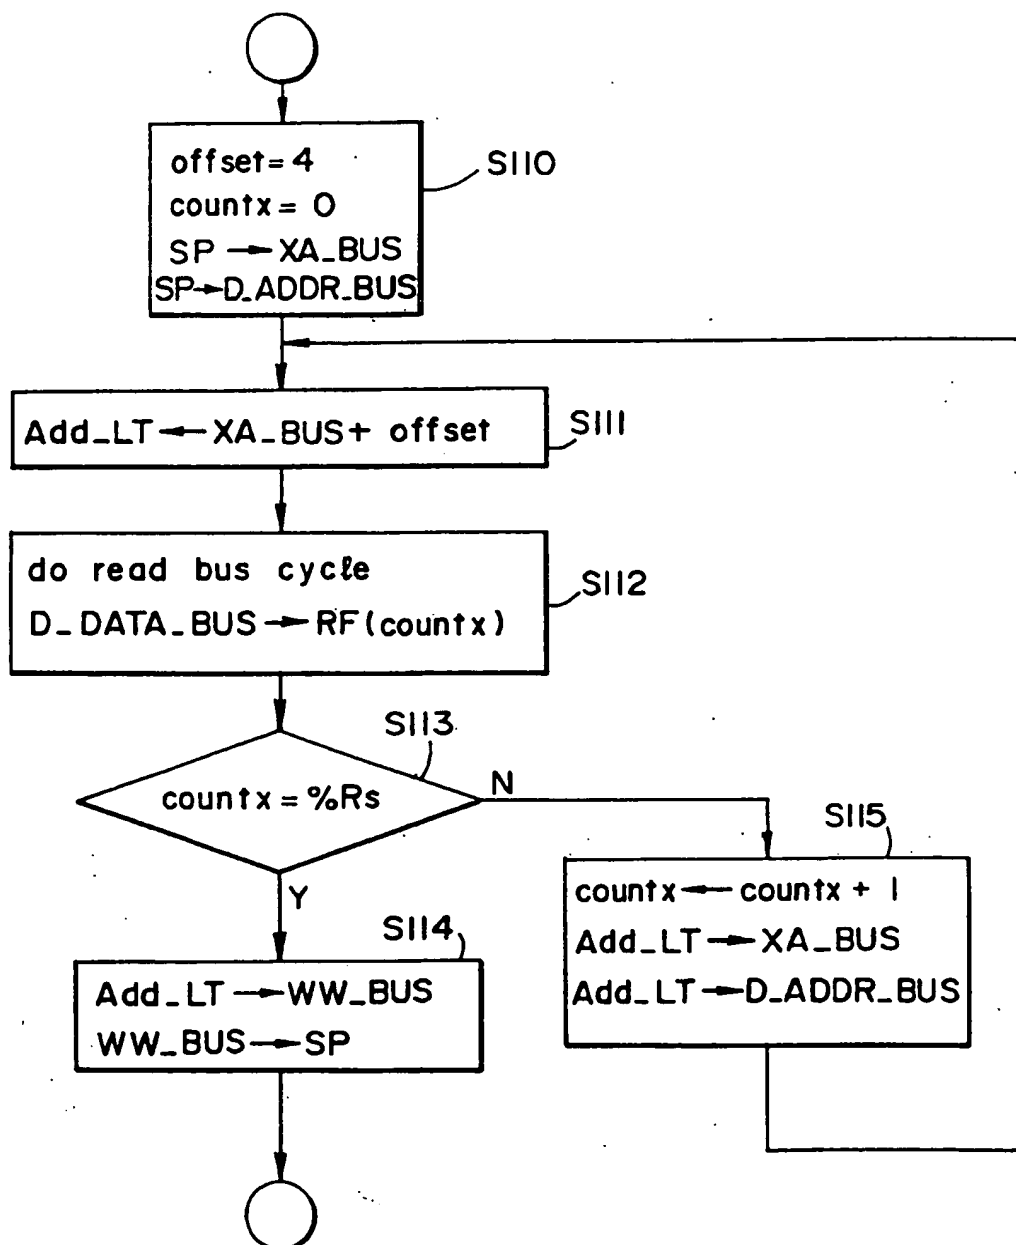 offset=4
countx=0
SP→XA_BUS
SP→D_ADDR_BUS
S110
Add_LT←XA_BUS+ offset
S111
do read bus cycle
D_DATA_BUS→RF(countx)
S112
S113
countx=%Rs
N
Y
S115
countx←countx+1
Add_LT→XA_BUS
Add_LT→D_ADDR_BUS
S114
Add_LT→WW_BUS
WW_BUS→SP